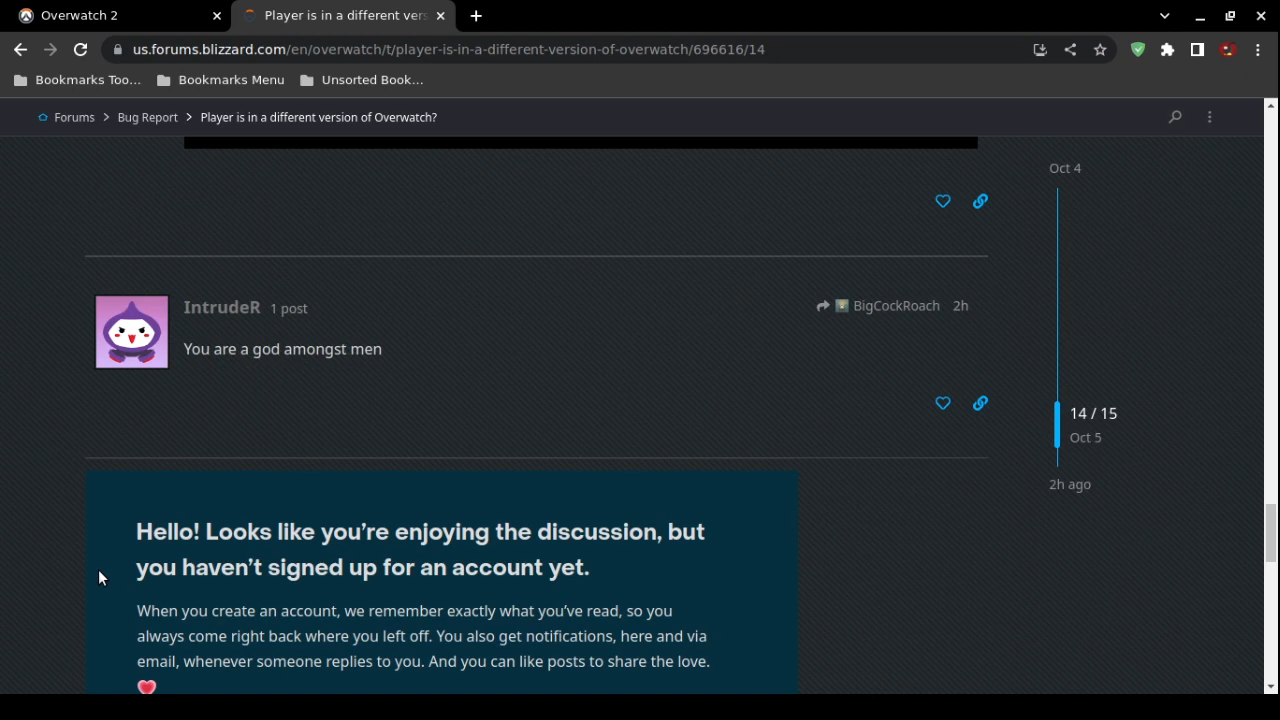 Overwatch 2
Player is in a different vers
us.forums.blizzard.com/en/overwatch/t/player-is-in-a-different-version-of-overwatch/696616/14
Bookmarks Too... Bookmarks Menu Unsorted Book...
Forums > Bug Report > Player is in a different version of Overwatch?
Oct 4
IntrudeR 1 post BigCockRoach 2h
You are a god amongst men
14 / 15
Oct 5
2h ago
Hello! Looks like you’re enjoying the discussion, but
you haven’t signed up for an account yet.
When you create an account, we remember exactly what you’ve read, so you
always come right back where you left off. You also get notifications, here and via
email, whenever someone replies to you. And you can like posts to share the love.